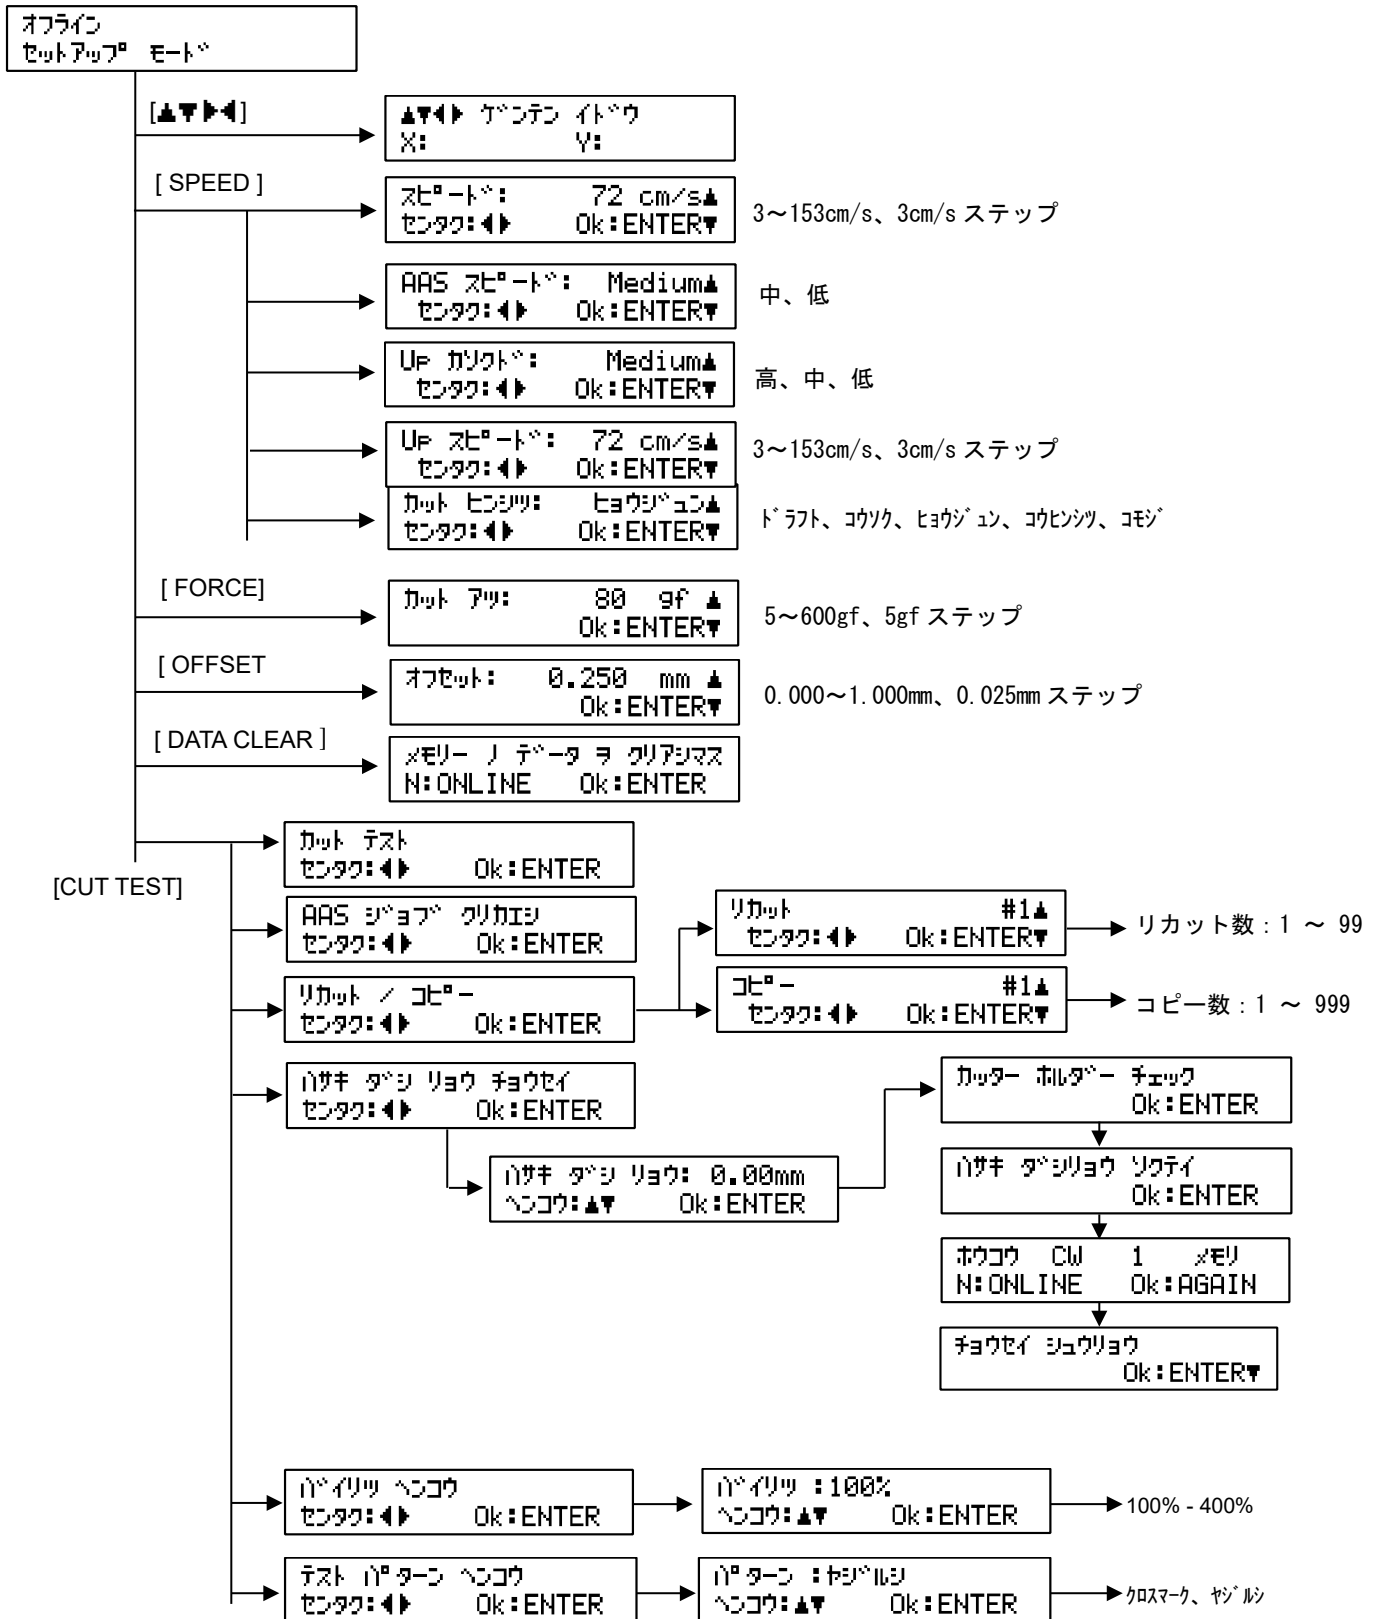 オフライン
セットアップ モード
[▲▼▶◀]
▲▼◀▶ ゲンテン イドウ
X: Y:
[ SPEED ]
スピード: 72 cm/s▲
センタク:◀▶ Ok:ENTER▼
3～153cm/s、3cm/s ステップ
AAS スピード: Medium▲
センタク:◀▶ Ok:ENTER▼
中、低
Up カソクド: Medium▲
センタク:◀▶ Ok:ENTER▼
高、中、低
Up スピード: 72 cm/s▲
センタク:◀▶ Ok:ENTER▼
3～153cm/s、3cm/s ステップ
カット ヒンシツ: ヒョウジュン▲
センタク:◀▶ Ok:ENTER▼
ドラフト、コウソク、ヒョウジュン、コウヒンシツ、コモジ
[ FORCE]
カット アツ: 80 gf ▲
Ok:ENTER▼
5～600gf、5gf ステップ
[ OFFSET
オフセット: 0.250 mm ▲
Ok:ENTER▼
0.000～1.000mm、0.025mm ステップ
[ DATA CLEAR ]
メモリー ノ データ ヲ クリアシマス
N:ONLINE Ok:ENTER
[CUT TEST]
カット テスト
センタク:◀▶ Ok:ENTER
AAS ジョブ クリカエシ
センタク:◀▶ Ok:ENTER
リカット / コピー
センタク:◀▶ Ok:ENTER
リカット #1▲
センタク:◀▶ Ok:ENTER▼
リカット数：1 ～ 99
コピー #1▲
センタク:◀▶ Ok:ENTER▼
コピー数：1 ～ 999
ハサキ ダシ リョウ チョウセイ
センタク:◀▶ Ok:ENTER
ハサキ ダシ リョウ: 0.00mm
ヘンコウ:▲▼ Ok:ENTER
カッター ホルダー チェック
Ok:ENTER
ハサキ ダシリョウ ソクテイ
Ok:ENTER
ホウコウ CW 1 メモリ
N:ONLINE Ok:AGAIN
チョウセイ シュウリョウ
Ok:ENTER▼
バイリツ ヘンコウ
センタク:◀▶ Ok:ENTER
バイリツ :100%
ヘンコウ:▲▼ Ok:ENTER
100% - 400%
テスト パターン ヘンコウ
センタク:◀▶ Ok:ENTER
パターン :ヤジルシ
ヘンコウ:▲▼ Ok:ENTER
クロスマーク、ヤジルシ